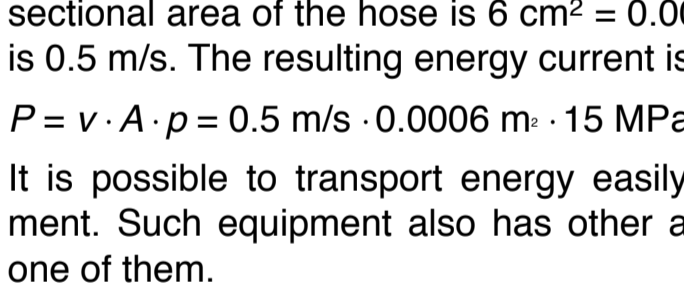 sectional area of the hose is 6 cm² = 0.0
is 0.5 m/s. The resulting energy current is
P = v · A · p = 0.5 m/s · 0.0006 m² · 15 MPa
It is possible to transport energy easily
ment. Such equipment also has other a
one of them.